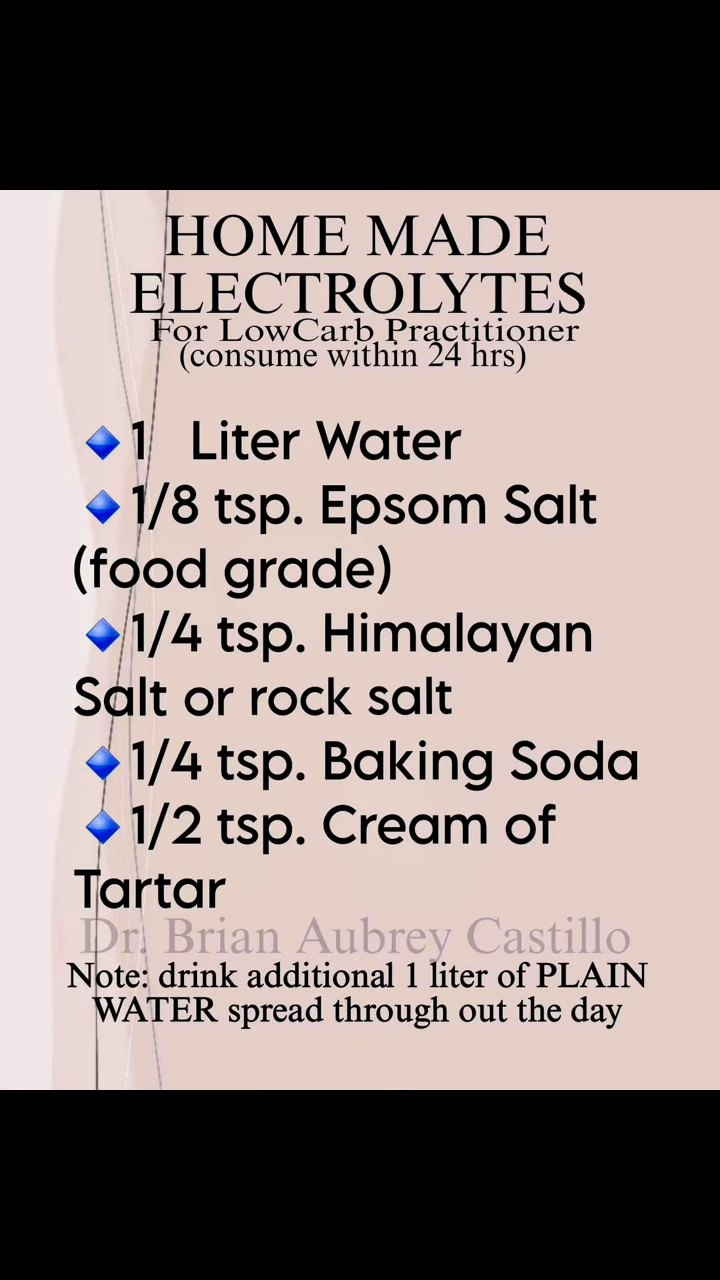 HOME MADE
ELECTROLYTES
For LowCarb Practitioner
(consume within 24 hrs)
🔹1 Liter Water
🔹1/8 tsp. Epsom Salt
(food grade)
🔹1/4 tsp. Himalayan
Salt or rock salt
🔹1/4 tsp. Baking Soda
🔹1/2 tsp. Cream of
Tartar
Dr. Brian Aubrey Castillo
Note: drink additional 1 liter of PLAIN
WATER spread through out the day